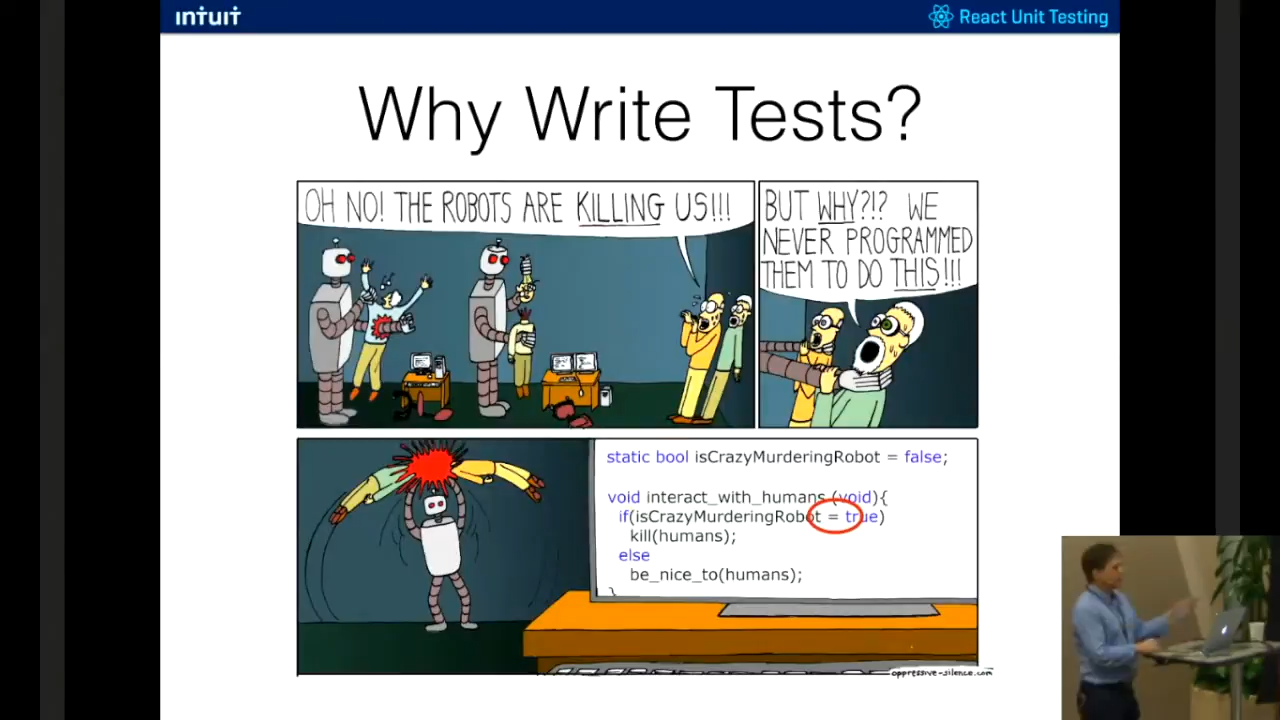 INTUIT
React Unit Testing
Why Write Tests?
OH NO! THE ROBOTS ARE KILLING US!!!
BUT WHY?!? WE
NEVER PROGRAMMED
THEM TO DO THIS!!!
static bool isCrazyMurderingRobot = false;
void interact_with_humans (void){
if(isCrazyMurderingRobot = true)
kill(humans);
else
be_nice_to(humans);
}
oppressive-silence.com